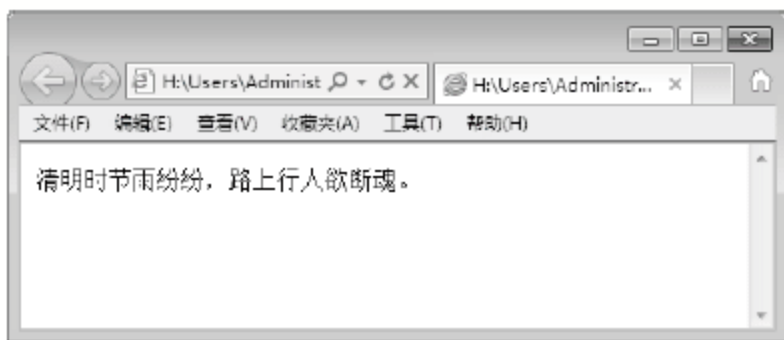 H:\Users\Administ
H:\Users\Administr...
文件(F) 编辑(E) 查看(V) 收藏夹(A) 工具(T) 帮助(H)
清明时节雨纷纷，路上行人欲断魂。